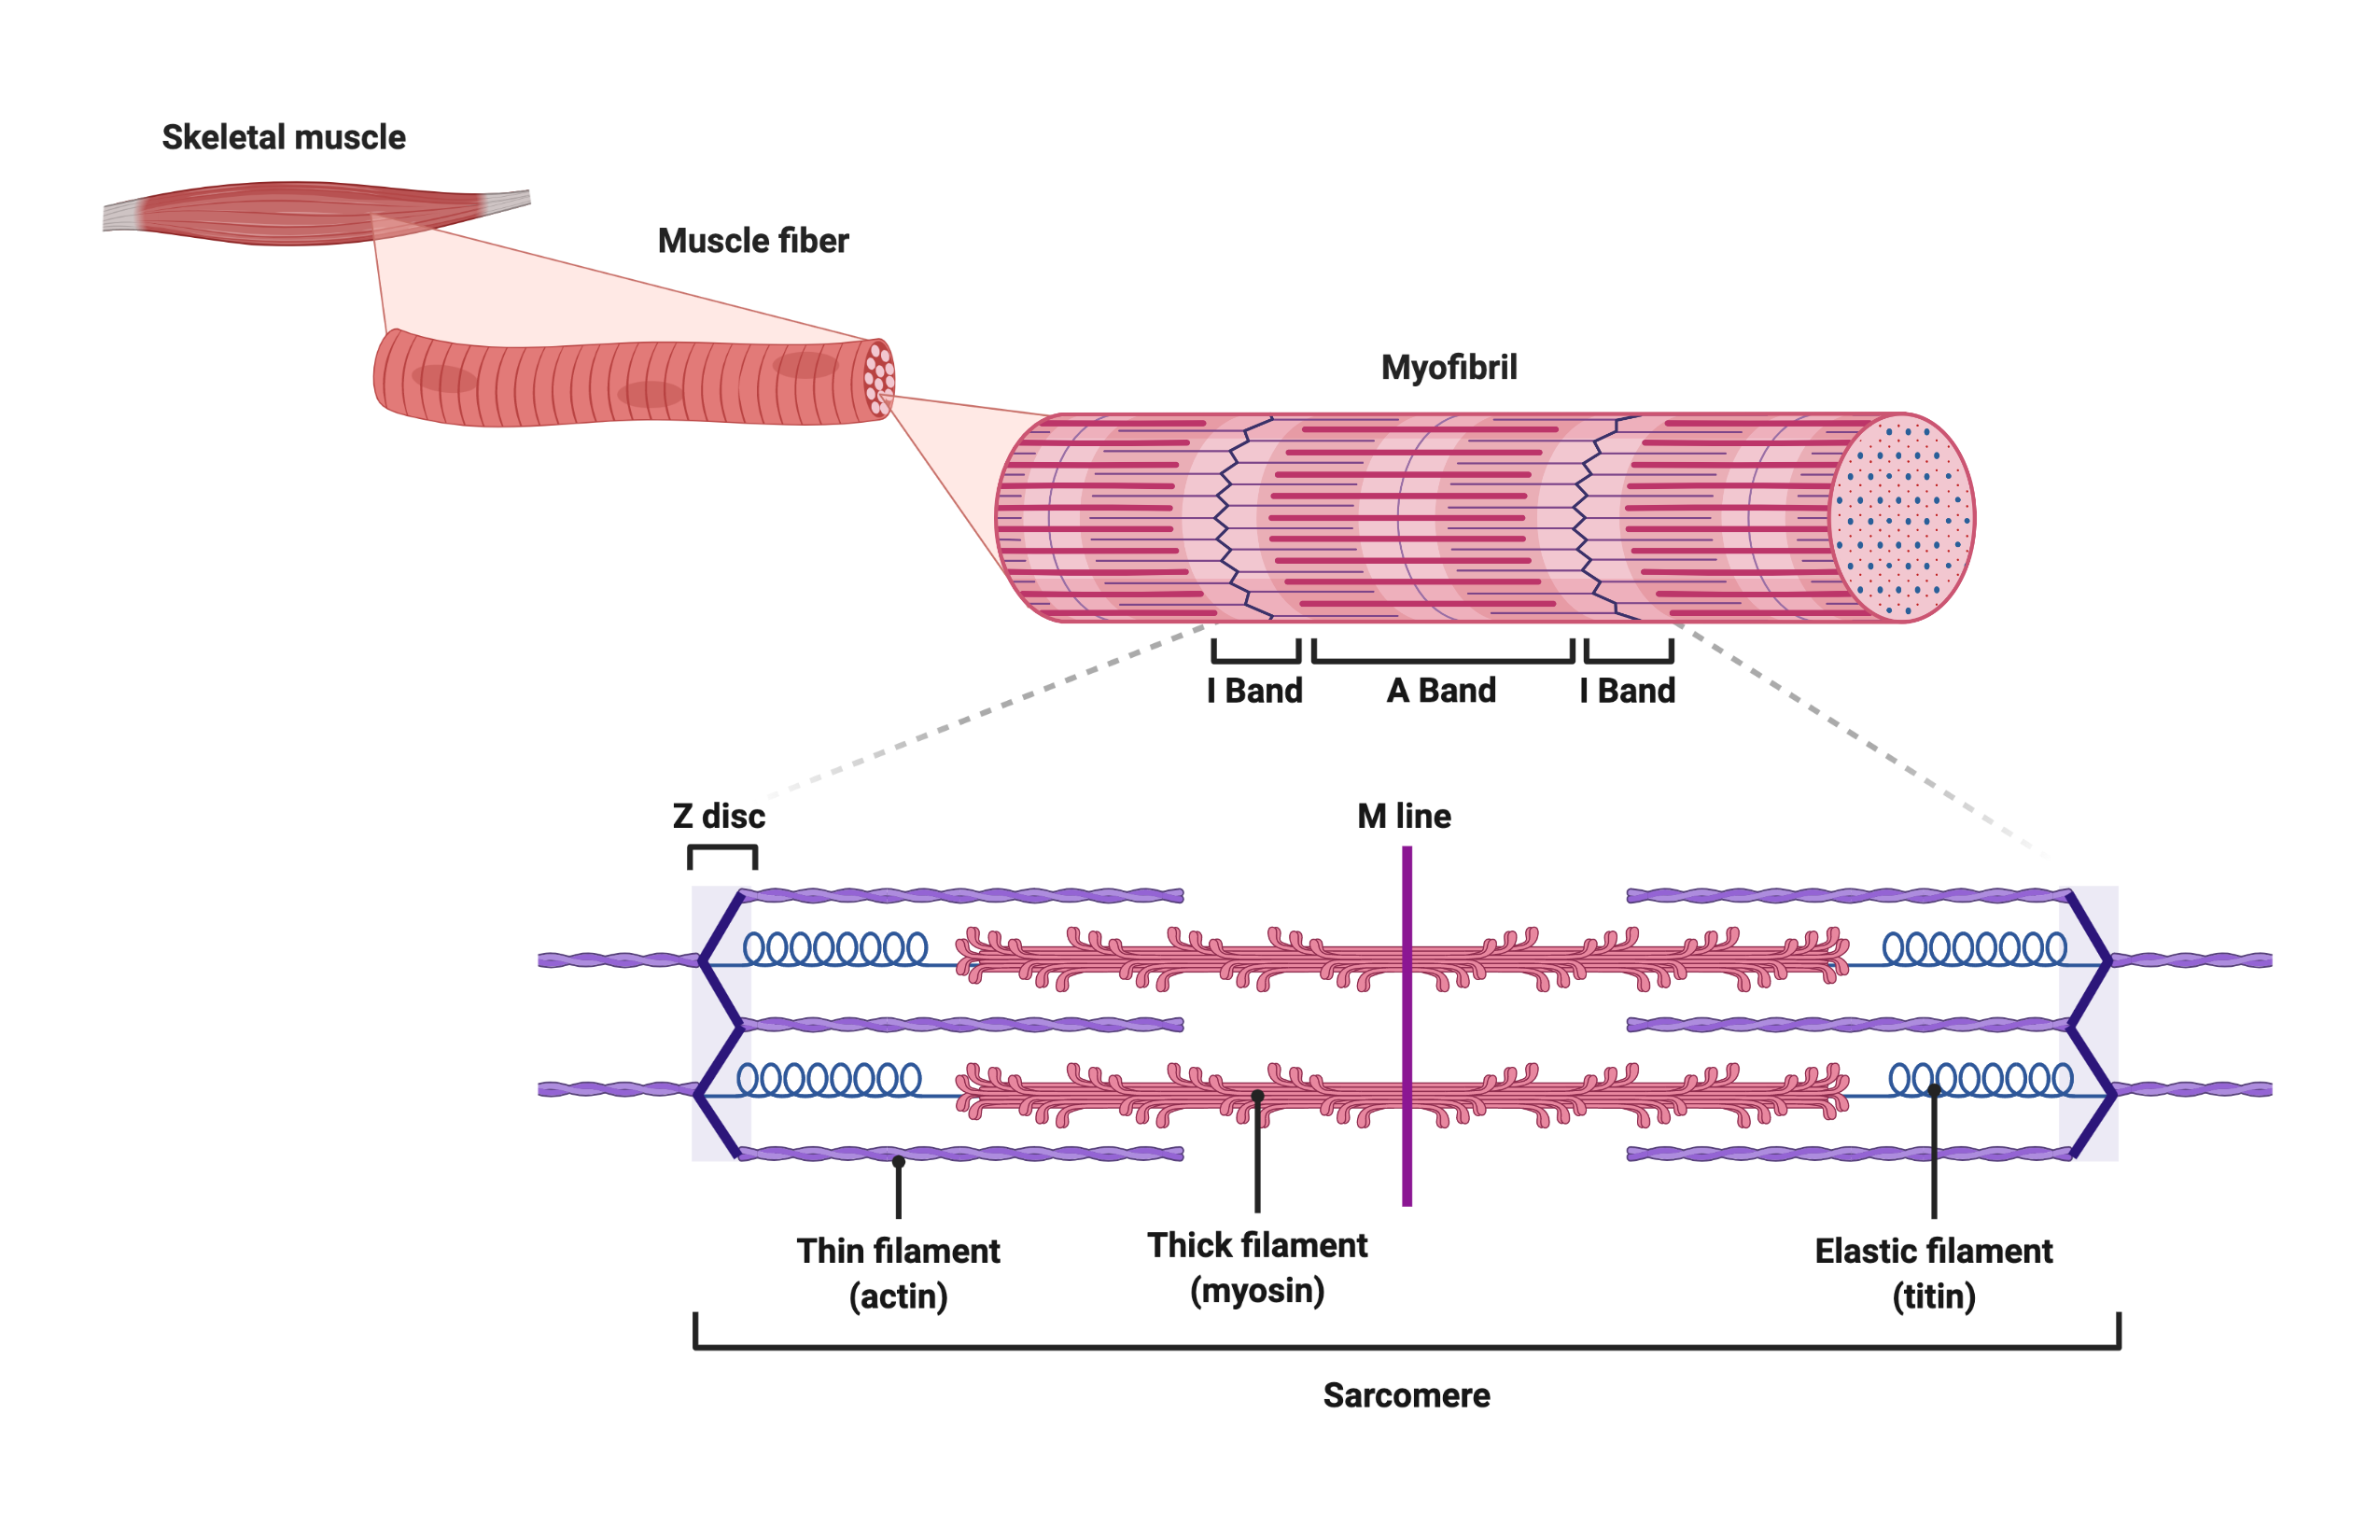 Skeletal muscle
Muscle fiber
Myofibril
I Band
A Band
I Band
Z disc
M line
Thin filament
(actin)
Thick filament
(myosin)
Elastic filament
(titin)
Sarcomere